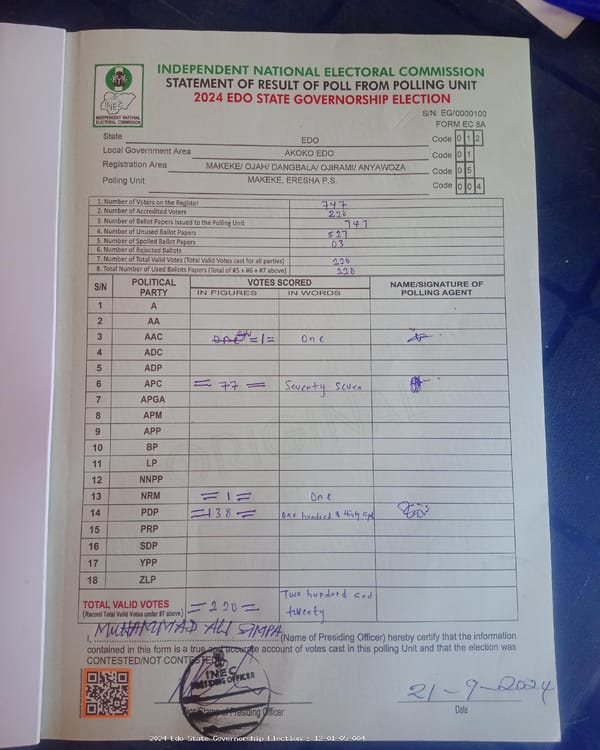 INDEPENDENT NATIONAL ELECTORAL COMMISSION
STATEMENT OF RESULT OF POLL FROM POLLING UNIT
2024 EDO STATE GOVERNORSHIP ELECTION
INEC
INDEPENDENT NATIONAL ELECTORAL COMMISSION
S/N: EG/0000100
FORM EC 8A
State EDO Code 0 1 2
Local Government Area AKOKO EDO Code 0 1
Registration Area MAKEKE/ OJAH/ DANGBALA/ OJIRAMI/ ANYAWOZA Code 0 5
Polling Unit MAKEKE, ERESHA P.S. Code 0 0 4
1. Number of Voters on the Register 747
2. Number of Accredited Voters 220
3. Number of Ballot Papers Issued to the Polling Unit 747
4. Number of Unused Ballot Papers 527
5. Number of Spoiled Ballot Papers 03
6. Number of Rejected Ballots
7. Number of Total Valid Votes (Total Valid Votes cast for all parties) 220
8. Total Number of Used Ballots Papers (Total of #5 + #6 + #7 above) 220
S/N POLITICAL PARTY VOTES SCORED NAME/SIGNATURE OF POLLING AGENT
IN FIGURES IN WORDS
1 A
2 AA
3 AAC =1= One
4 ADC
5 ADP
6 APC = 77 = Seventy Seven
7 APGA
8 APM
9 APP
10 BP
11 LP
12 NNPP
13 NRM = 1 = One
14 PDP =138= One hundred & thirty
15 PRP
16 SDP
17 YPP
18 ZLP
TOTAL VALID VOTES =220= Two hundred and twenty
(Record Total Valid Votes under #7 above)
I, MUHAMMAD ALI (Name of Presiding Officer) hereby certify that the information
contained in this form is a true and accurate account of votes cast in this polling Unit and that the election was
CONTESTED/NOT CONTESTED
INEC
PRESIDING OFFICER
21-9-2024
of Presiding Officer Date
2024 Edo State Governorship Election : 12-01-05-004